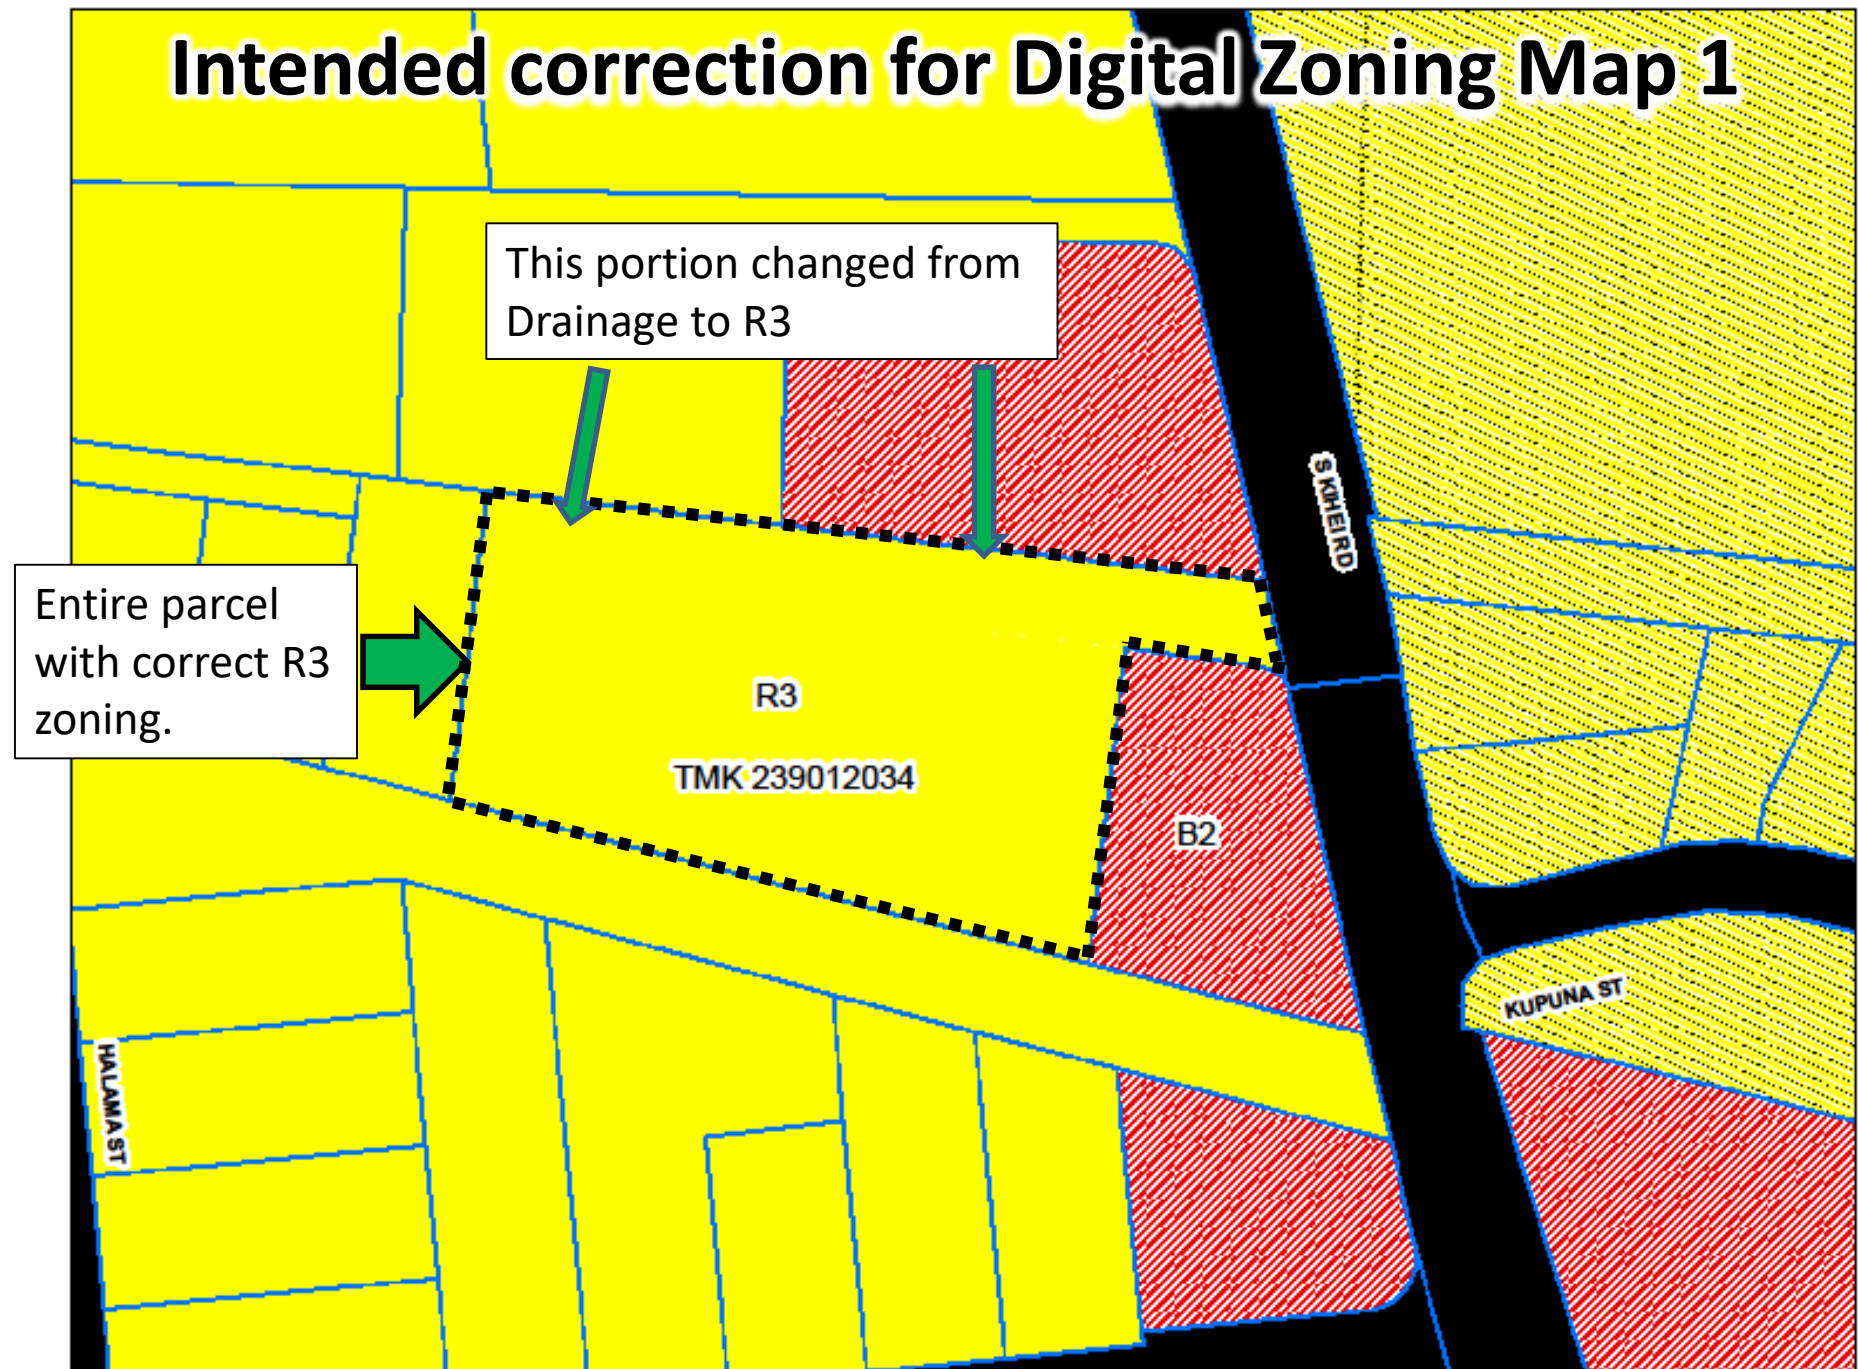 Intended correction for Digital Zoning Map 1
This portion changed from
Drainage to R3
S KIHEI RD
Entire parcel
with correct R3
zoning.
R3
TMK 239012034
B2
KUPUNA ST
HALAMA ST